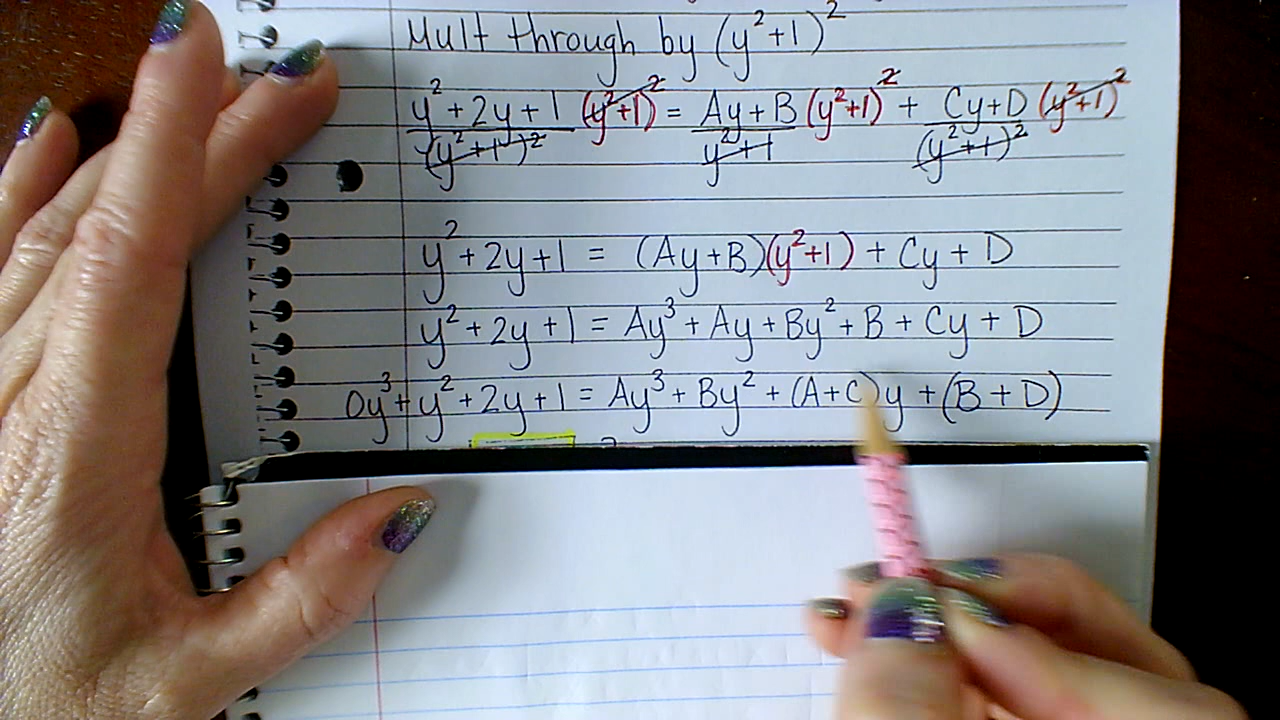 Mult through by (y²+1)²
y² + 2y + 1 (y²+1)² = Ay + B (y²+1)² + Cy+D (y²+1)²
(y²+1)² y²+1 (y²+1)²
y² + 2y + 1 = (Ay+B)(y²+1) + Cy + D
y² + 2y + 1 = Ay³ + Ay + By² + B + Cy + D
0y³ + y² + 2y + 1 = Ay³ + By² + (A+C)y + (B + D)